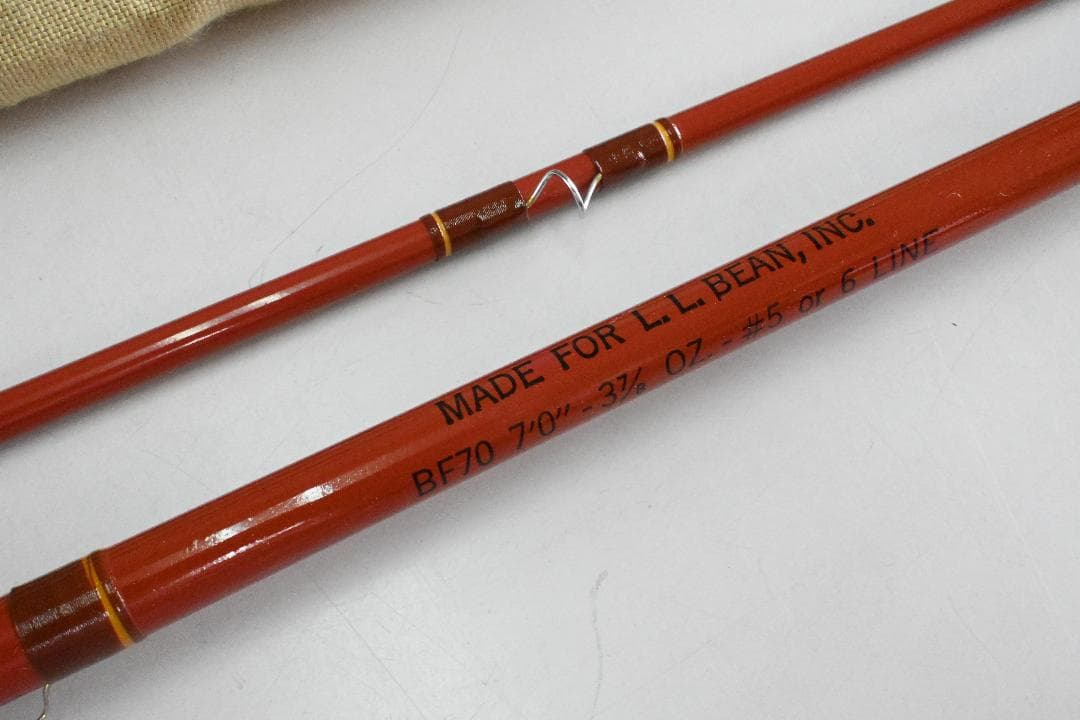 MADE FOR L.L. BEAN, INC.
BF70 7'0" - 3⅞ OZ. - #5 or 6 LINE